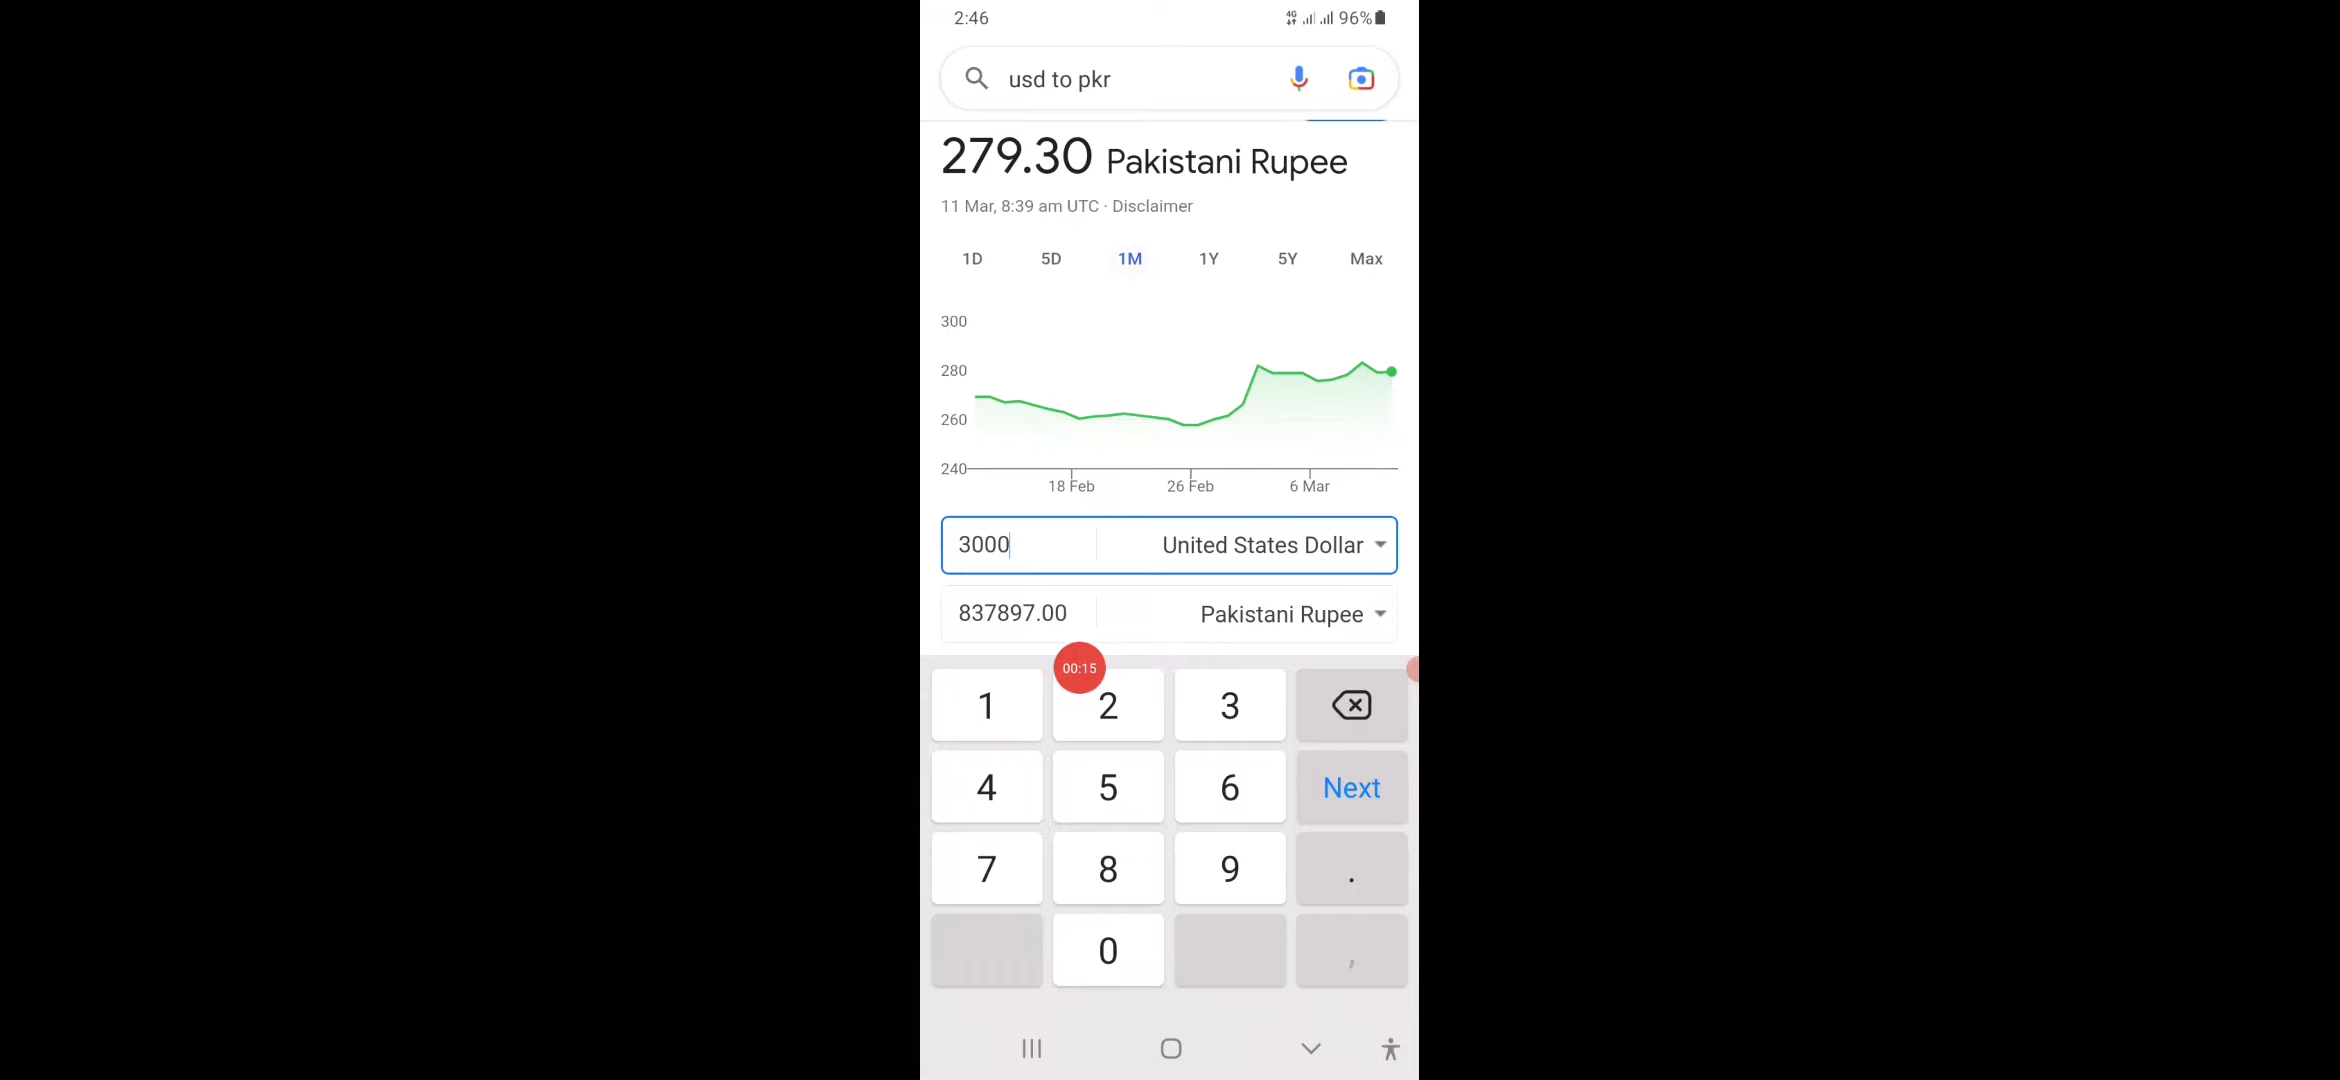 2:46 4G 96%
usd to pkr
279.30 Pakistani Rupee
11 Mar, 8:39 am UTC · Disclaimer
1D 5D 1M 1Y 5Y Max
300
280
260
240
18 Feb 26 Feb 6 Mar
3000 United States Dollar
837897.00 Pakistani Rupee
00:15
1 2 3
4 5 6 Next
7 8 9 .
0 ,